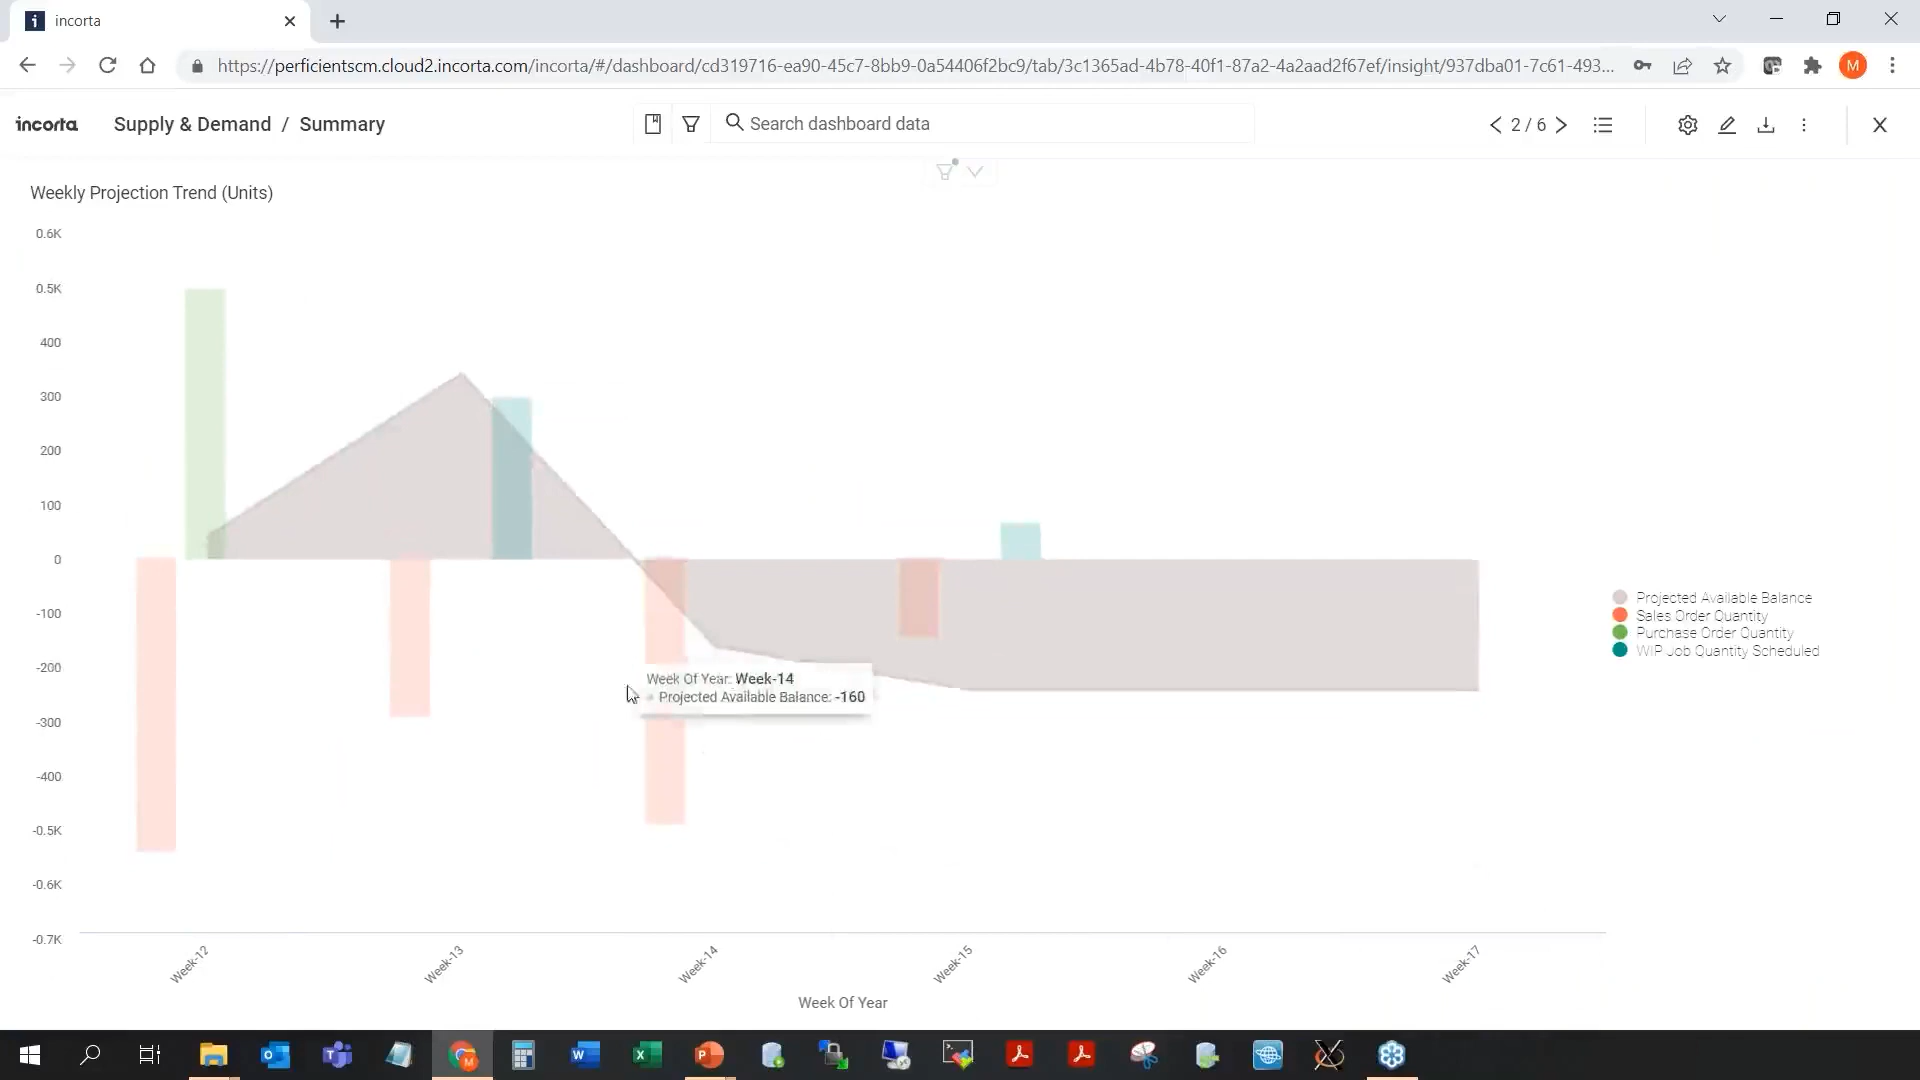 incorta
https://perficientscm.cloud2.incorta.com/incorta/#/dashboard/cd319716-ea90-45c7-8bb9-0a54406f2bc9/tab/3c1365ad-4b78-40f1-87a2-4a2aad2f67ef/insight/937dba01-7c61-493...
M
incorta
Supply & Demand / Summary
Search dashboard data
2 / 6
Weekly Projection Trend (Units)
0.6K
0.5K
400
300
200
100
0
-100
-200
-300
-400
-0.5K
-0.6K
-0.7K
Week Of Year: Week-14
Projected Available Balance: -160
Projected Available Balance
Sales Order Quantity
Purchase Order Quantity
WIP Job Quantity Scheduled
Week-12
Week-13
Week-14
Week-15
Week-16
Week-17
Week Of Year